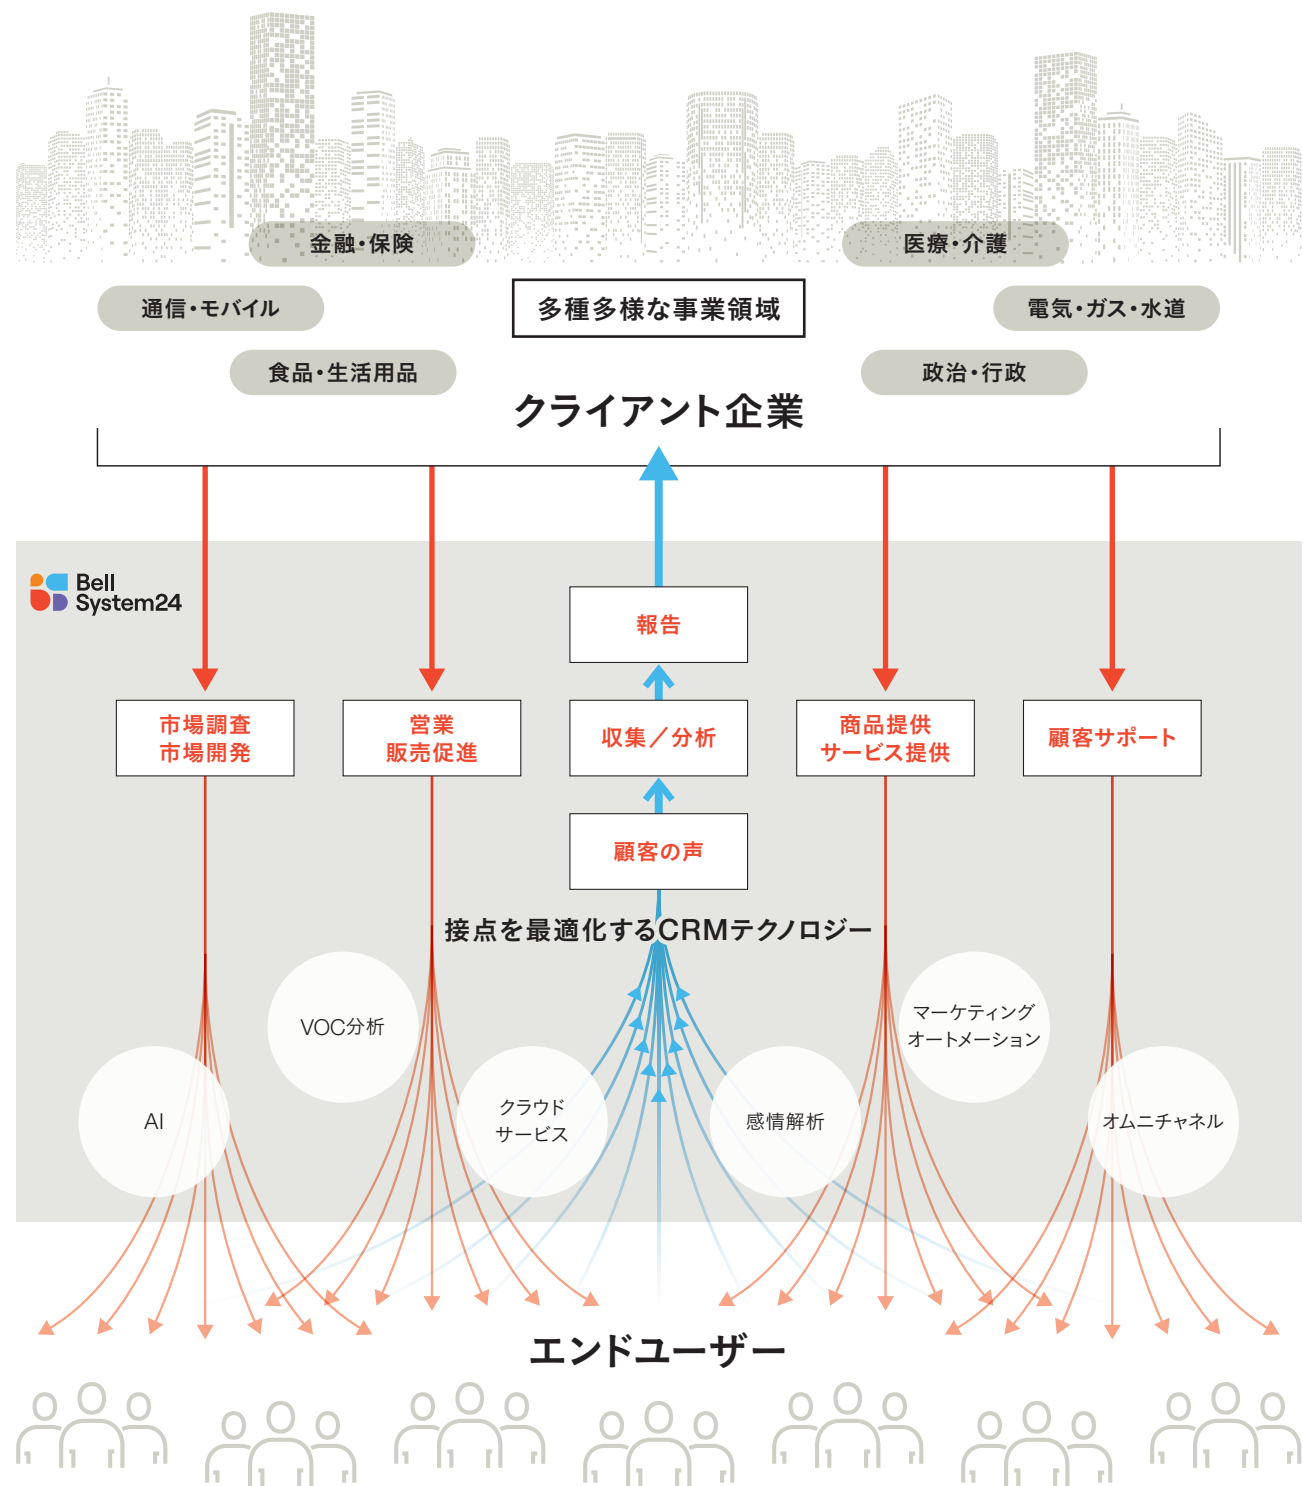 金融・保険
医療・介護
通信・モバイル
多種多様な事業領域
電気・ガス・水道
食品・生活用品
政治・行政
クライアント企業
Bell
System24
報告
市場調査
市場開発
営業
販売促進
収集／分析
商品提供
サービス提供
顧客サポート
顧客の声
接点を最適化するCRMテクノロジー
VOC分析
マーケティング
オートメーション
AI
クラウド
サービス
感情解析
オムニチャネル
エンドユーザー